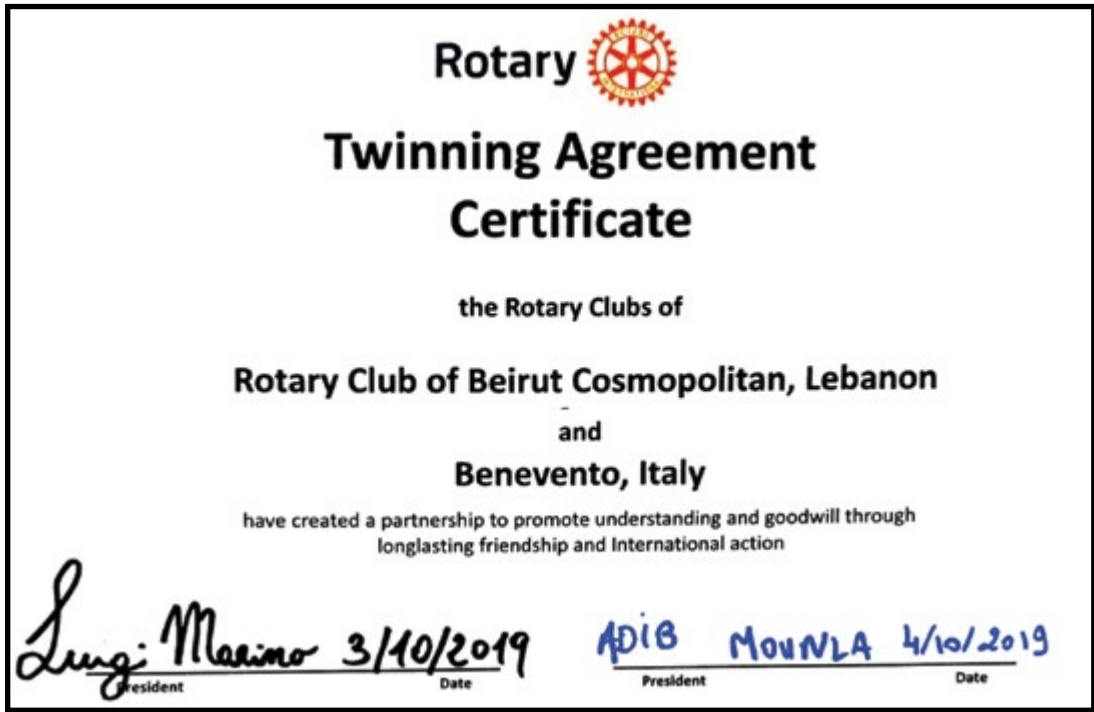 Rotary
ROTARY
INTERNATIONAL
Twinning Agreement
Certificate
the Rotary Clubs of
Rotary Club of Beirut Cosmopolitan, Lebanon
and
Benevento, Italy
have created a partnership to promote understanding and goodwill through
longlasting friendship and International action
Luigi Marino 3/10/2019
President Date
ADIB MOUNLA 4/10/2019
President Date